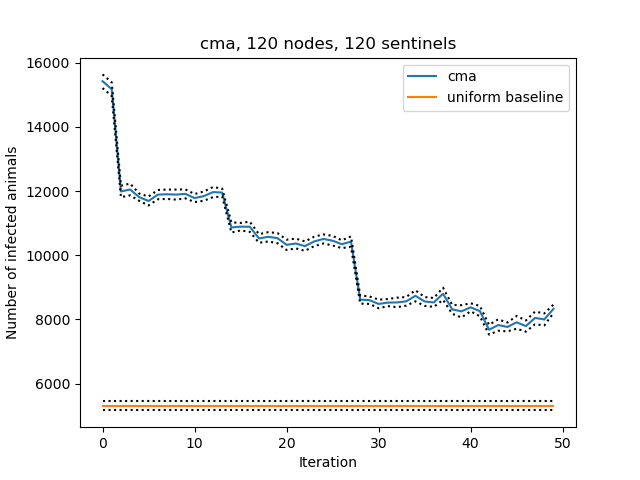 cma, 120 nodes, 120 sentinels
cma
uniform baseline
Number of infected animals
16000
14000
12000
10000
8000
6000
0 10 20 30 40 50
Iteration